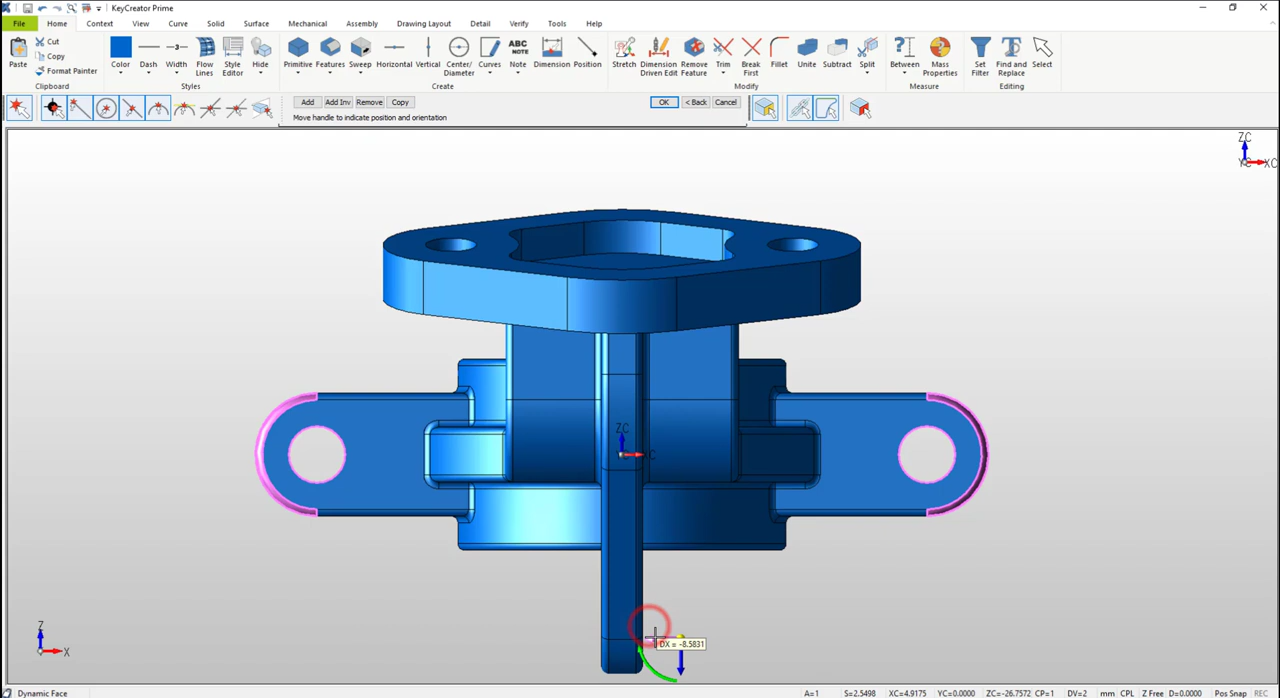 KeyCreator Prime
File Home Context View Curve Solid Surface Mechanical Assembly Drawing Layout Detail Verify Tools Help
Paste
Cut
Copy
Format Painter
Clipboard
Color Dash Width Flow Lines Style Editor Hide
Styles
Primitive Features Sweep Horizontal Vertical Center/ Diameter Curves ABC NOTE Note Dimension Position
Create
Stretch Dimension Driven Edit Remove Feature Trim Break First Fillet Unite Subtract Split
Modify
Between Mass Properties
Measure
Set Filter Find and Replace Select
Editing
Add Add Inv Remove Copy OK < Back Cancel
Move handle to indicate position and orientation
ZC
YC XC
ZC
XC
DX = -8.5831
Z
X
Dynamic Face A=1 S=2.5498 XC=4.9175 YC=0.0000 ZC=-26.7572 CP=1 DV=2 mm CPL Z Free D=0.0000 Pos Snap REC